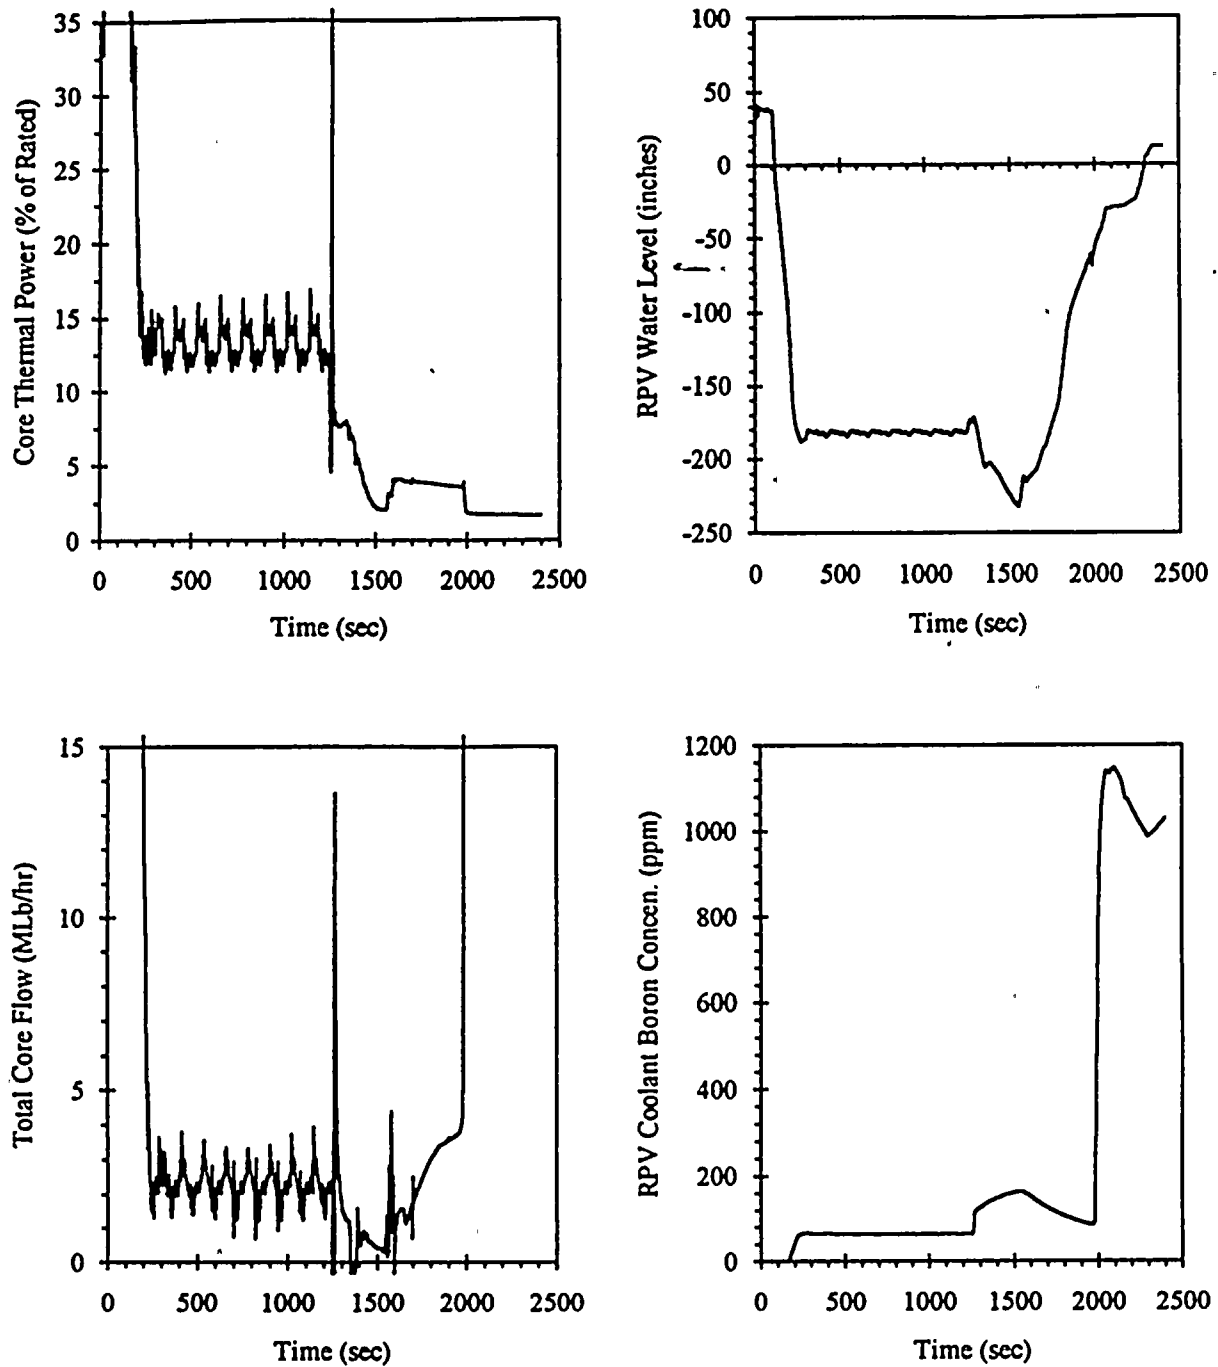 Core Thermal Power (% of Rated)
35
30
25
20
15
10
5
0
0 500 1000 1500 2000 2500
Time (sec)
RPV Water Level (inches)
100
50
0
-50
-100
-150
-200
-250
0 500 1000 1500 2000 2500
Time (sec)
Total Core Flow (MLb/hr)
15
10
5
0
0 500 1000 1500 2000 2500
Time (sec)
RPV Coolant Boron Concen. (ppm)
1200
1000
800
600
400
200
0
0 500 1000 1500 2000 2500
Time (sec)